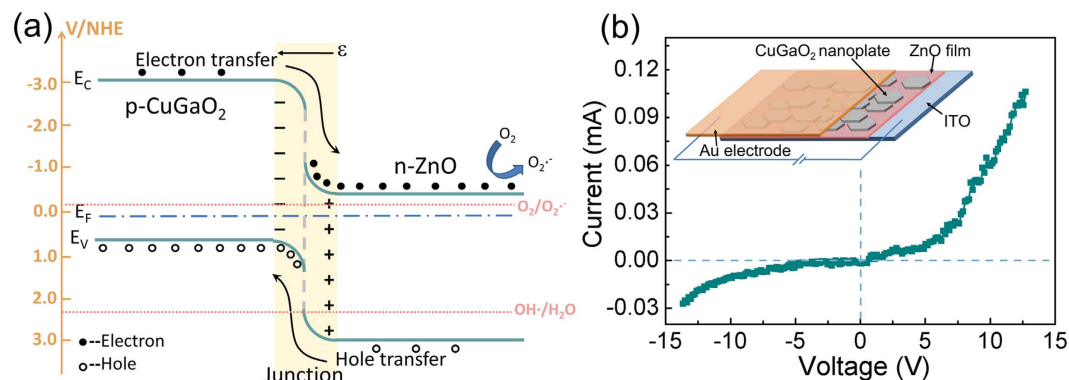 (a)
V/NHE
-3.0
-2.0
-1.0
0.0
1.0
2.0
3.0
Electron transfer
ε
E_C
p-CuGaO₂
n-ZnO
O₂
O₂·⁻
O₂/O₂·⁻
E_F
E_V
OH·/H₂O
●--Electron
○--Hole
Hole transfer
Junction
(b)
CuGaO₂ nanoplate
ZnO film
ITO
Au electrode
Current (mA)
0.12
0.09
0.06
0.03
0.00
-0.03
-15 -10 -5 0 5 10 15
Voltage (V)